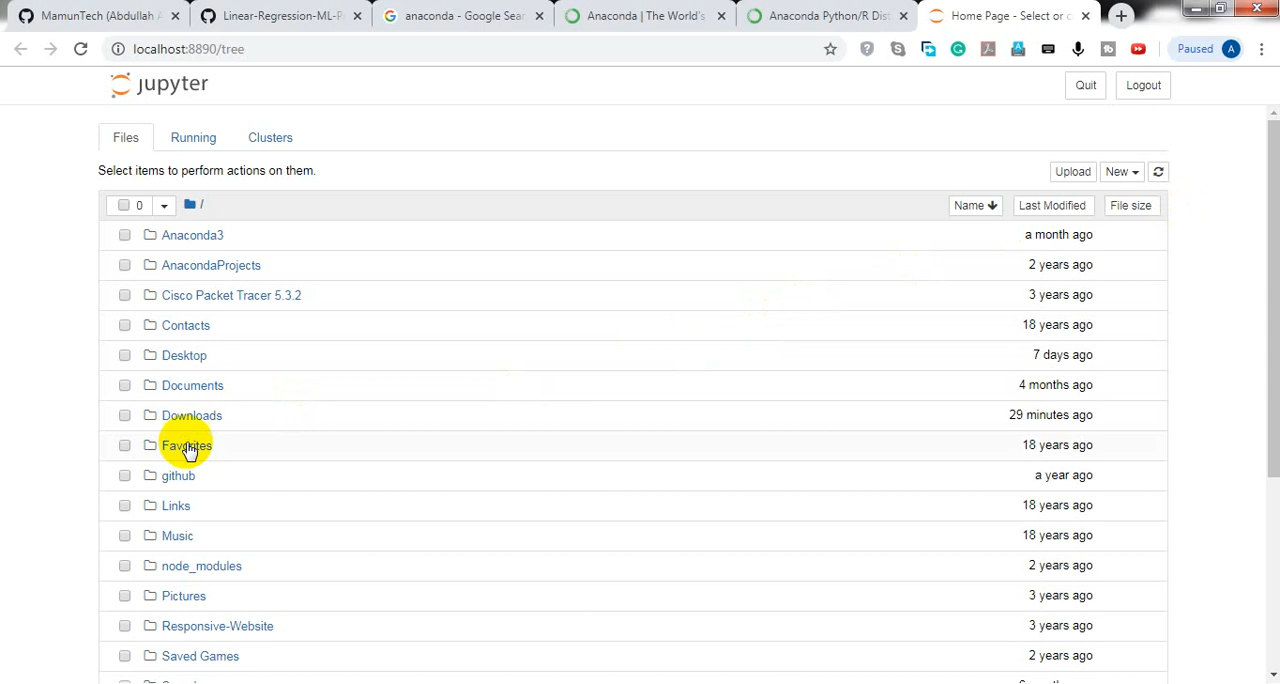 MamunTech (Abdullah A
Linear-Regression-ML-P
anaconda - Google Sear
Anaconda | The World's
Anaconda Python/R Dist
Home Page - Select or c
localhost:8890/tree
Paused A
jupyter
Quit Logout
Files Running Clusters
Select items to perform actions on them.
Upload New
0 /
Name Last Modified File size
Anaconda3 a month ago
AnacondaProjects 2 years ago
Cisco Packet Tracer 5.3.2 3 years ago
Contacts 18 years ago
Desktop 7 days ago
Documents 4 months ago
Downloads 29 minutes ago
Favorites 18 years ago
github a year ago
Links 18 years ago
Music 18 years ago
node_modules 2 years ago
Pictures 3 years ago
Responsive-Website 3 years ago
Saved Games 2 years ago